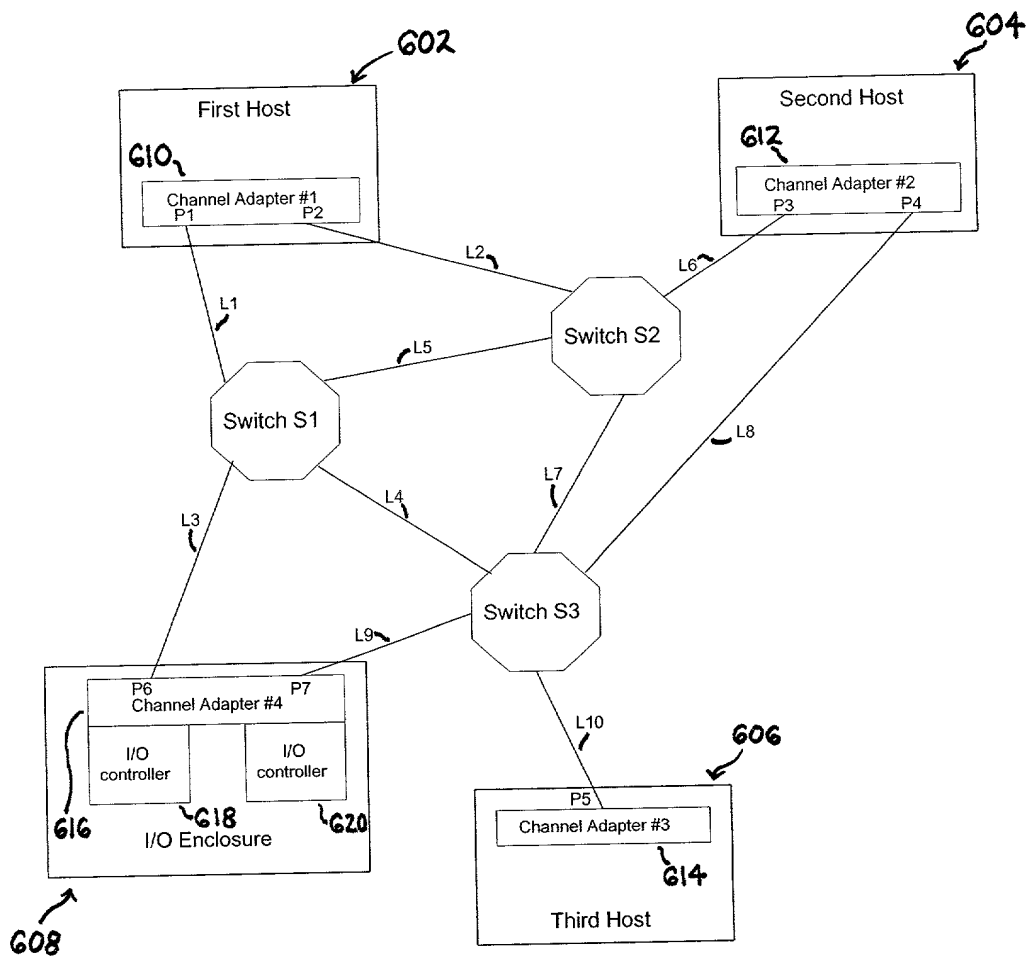 602
604
First Host
Second Host
610
612
Channel Adapter #1
P1
P2
Channel Adapter #2
P3
P4
L2
L6
L1
L5
Switch S2
L8
Switch S1
L7
L4
L3
Switch S3
L9
P6
P7
Channel Adapter #4
L10
606
I/O
controller
I/O
controller
P5
616
618
620
Channel Adapter #3
I/O Enclosure
614
608
Third Host